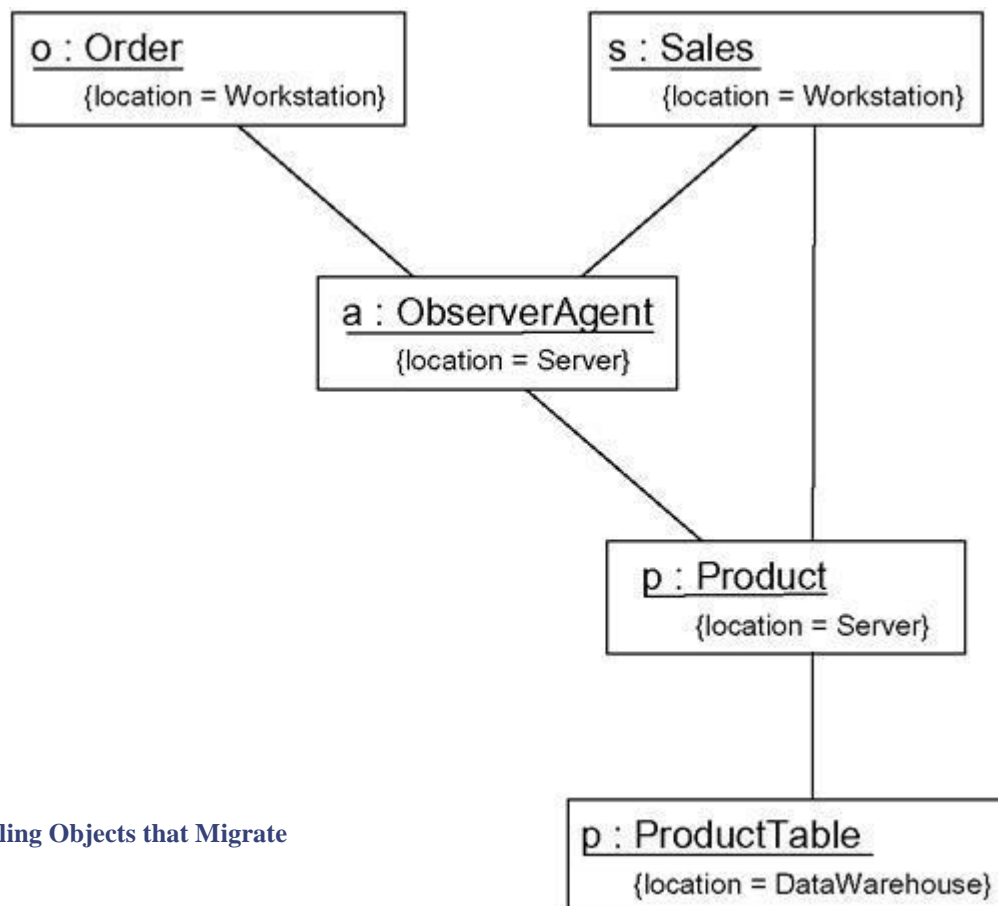 o : Order
{location = Workstation}
s : Sales
{location = Workstation}
a : ObserverAgent
{location = Server}
p : Product
{location = Server}
ling Objects that Migrate
p : ProductTable
{location = DataWarehouse}